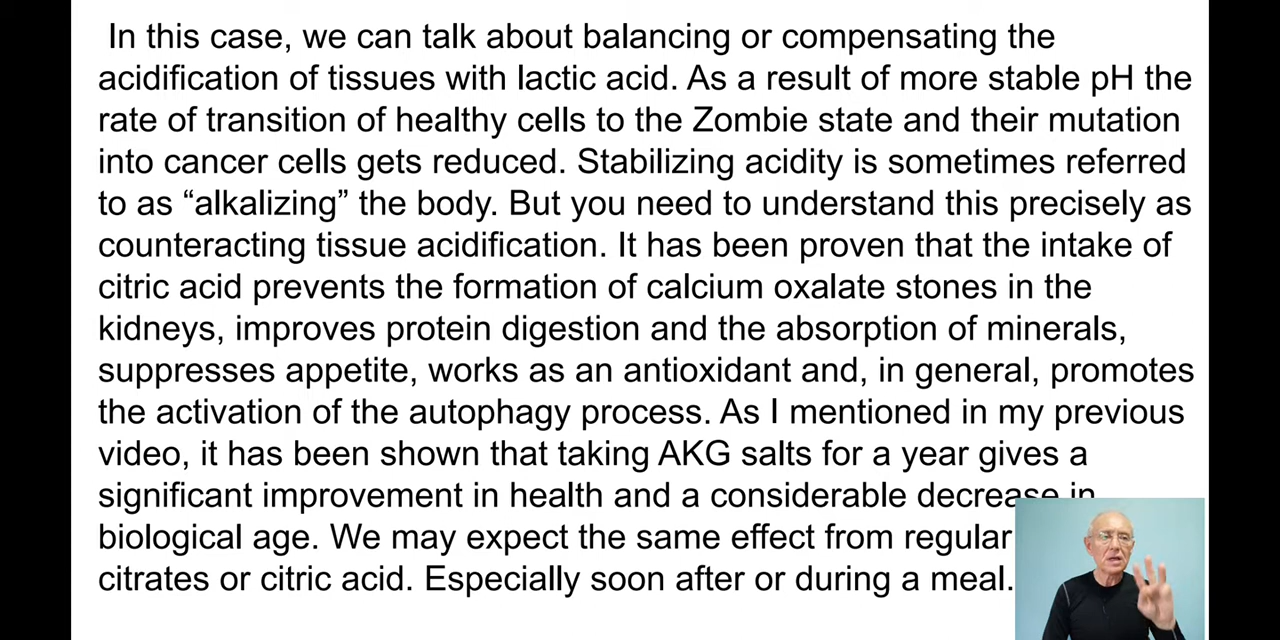 In this case, we can talk about balancing or compensating the
acidification of tissues with lactic acid. As a result of more stable pH the
rate of transition of healthy cells to the Zombie state and their mutation
into cancer cells gets reduced. Stabilizing acidity is sometimes referred
to as “alkalizing” the body. But you need to understand this precisely as
counteracting tissue acidification. It has been proven that the intake of
citric acid prevents the formation of calcium oxalate stones in the
kidneys, improves protein digestion and the absorption of minerals,
suppresses appetite, works as an antioxidant and, in general, promotes
the activation of the autophagy process. As I mentioned in my previous
video, it has been shown that taking AKG salts for a year gives a
significant improvement in health and a considerable decrease in
biological age. We may expect the same effect from regular
citrates or citric acid. Especially soon after or during a meal.